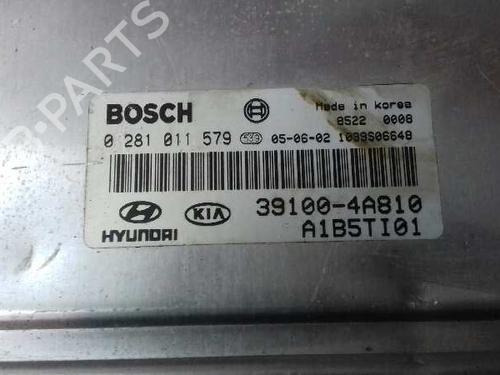 BOSCH
Made in korea
8522 0008
0 281 011 579 05-06-02 1039S06648
HYUNDAI KIA 39100-4A810
A1B5TI01
B-PARTS